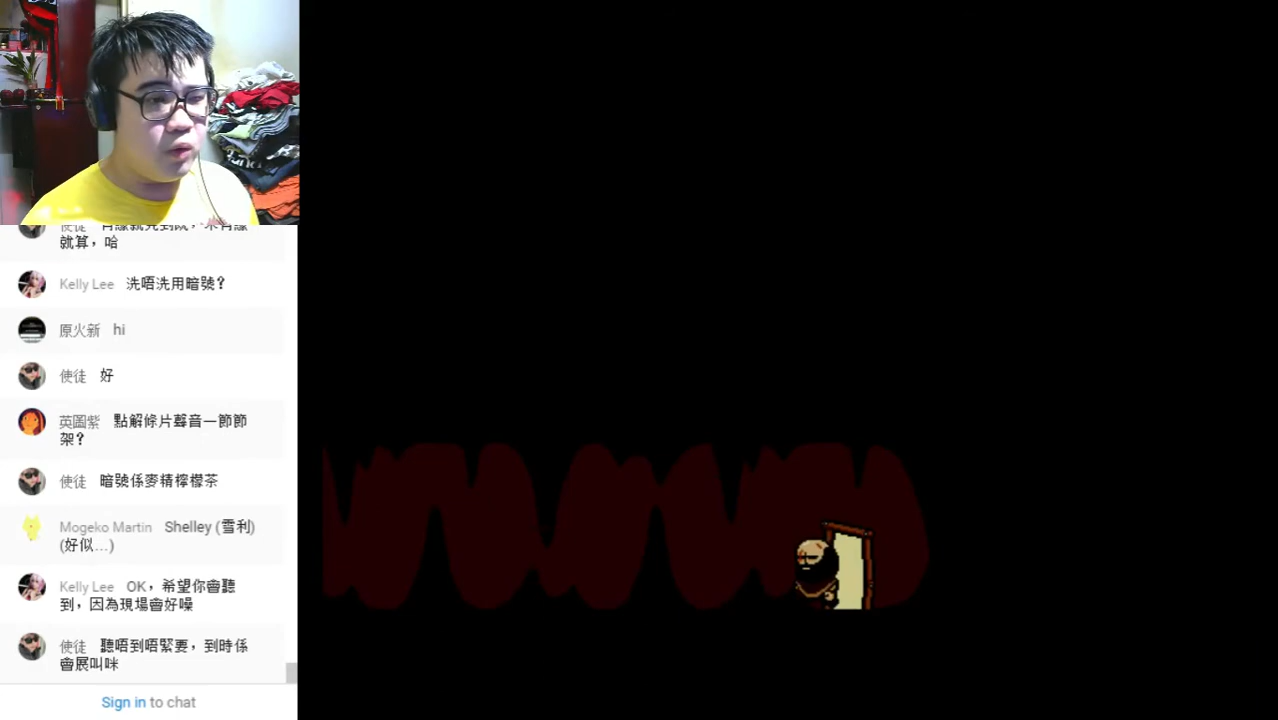 就算，哈
Kelly Lee 洗唔洗用暗號？
原火新 hi
使徒 好
英圖紫 點解條片聲音一節節
架？
使徒 暗號係麥精檸檬茶
Mogeko Martin Shelley (雪利)
(好似...)
Kelly Lee OK，希望你會聽
到，因為現場會好嘈
使徒 聽唔到唔緊要，到時係
會展叫咪
Sign in to chat